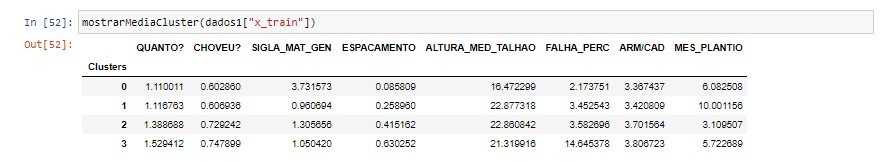 In [52]: mostrarMediaCluster(dados1["x_train"])
Out[52]:
QUANTO? CHOVEU? SIGLA_MAT_GEN ESPACAMENTO ALTURA_MED_TALHAO FALHA_PERC ARM/CAD MES_PLANTIO
Clusters
0 1.110011 0.602860 3.731573 0.085809 16.472299 2.173751 3.367437 6.082508
1 1.116763 0.606936 0.960694 0.258960 22.877318 3.452543 3.420809 10.001156
2 1.388688 0.729242 1.305656 0.415162 22.860842 3.582696 3.701564 3.109507
3 1.529412 0.747899 1.050420 0.630252 21.319916 14.645378 3.806723 5.722689